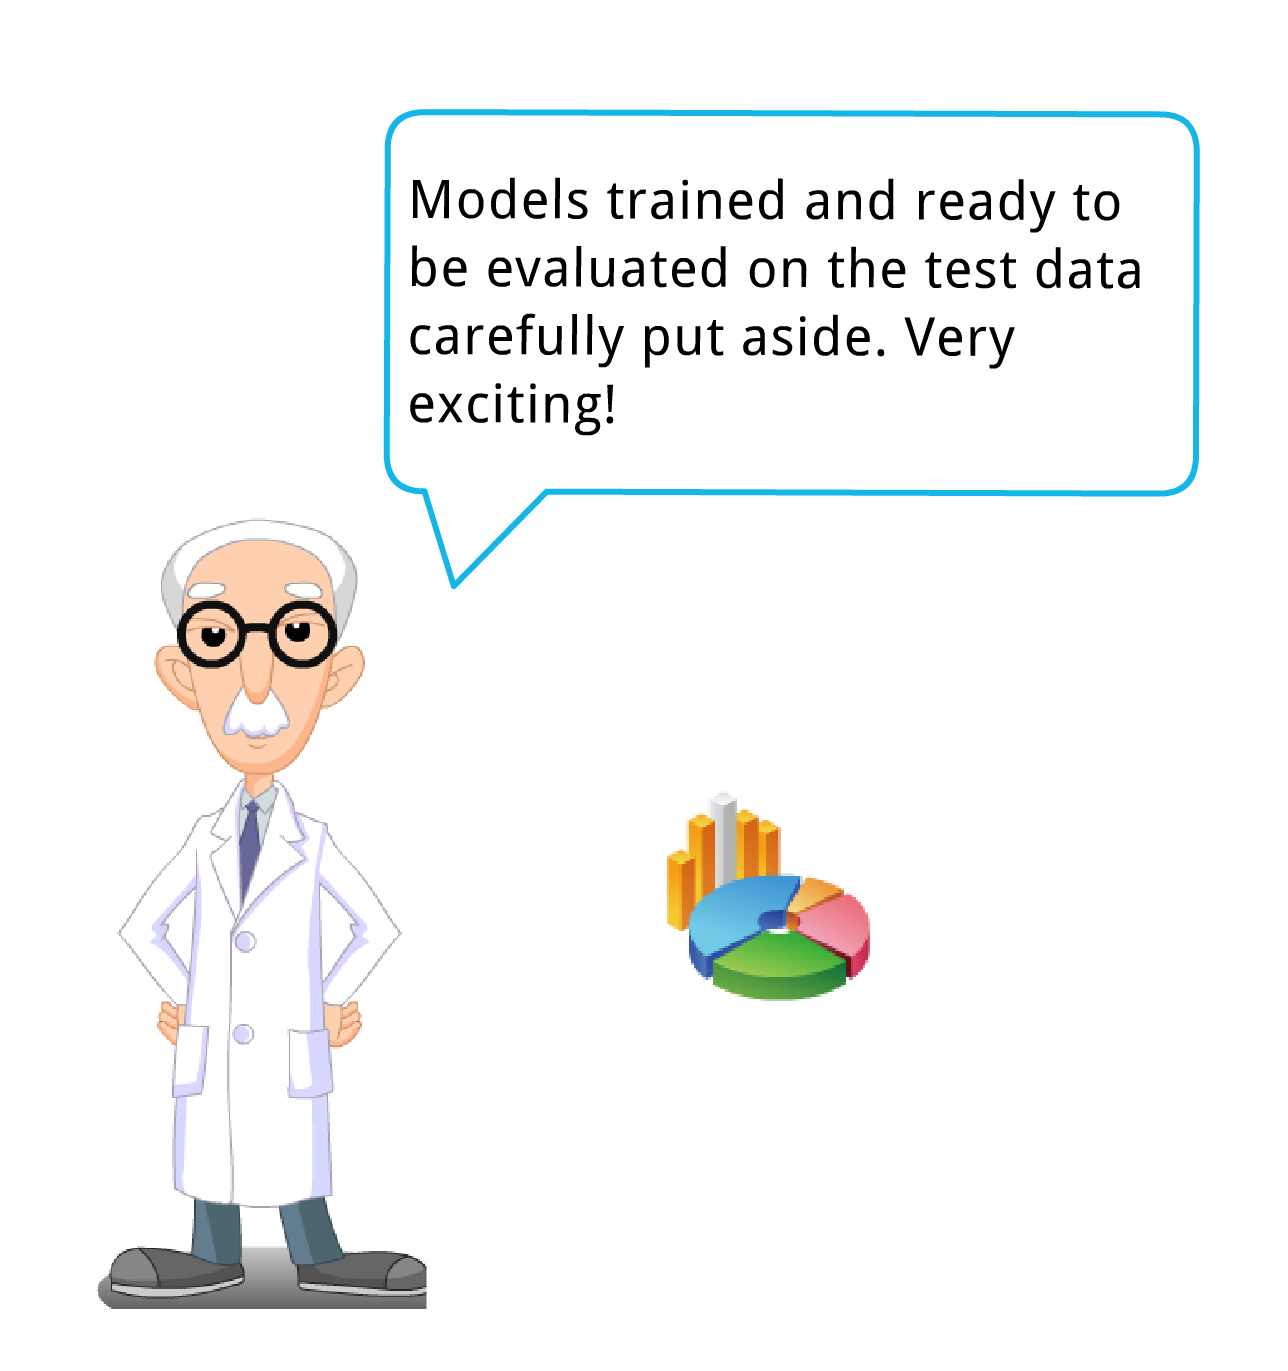 Models trained and ready to
be evaluated on the test data
carefully put aside. Very
exciting!